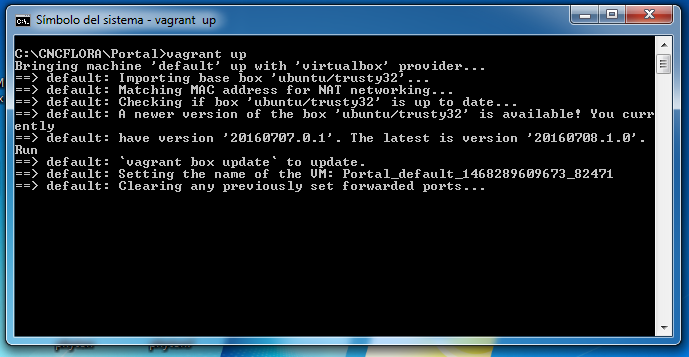 Símbolo del sistema - vagrant up
C:\CNCFLORA\Portal>vagrant up
Bringing machine 'default' up with 'virtualbox' provider...
==> default: Importing base box 'ubuntu/trusty32'...
==> default: Matching MAC address for NAT networking...
==> default: Checking if box 'ubuntu/trusty32' is up to date...
==> default: A newer version of the box 'ubuntu/trusty32' is available! You curr
ently
==> default: have version '20160707.0.1'. The latest is version '20160708.1.0'.
Run
==> default: `vagrant box update` to update.
==> default: Setting the name of the VM: Portal_default_1468289609673_82471
==> default: Clearing any previously set forwarded ports...